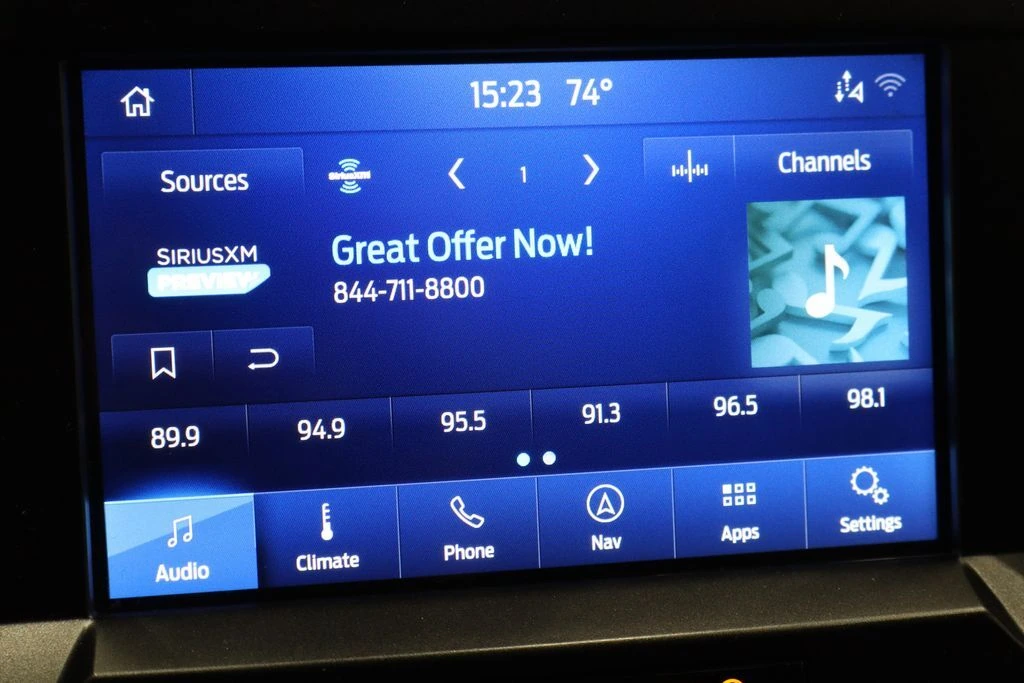 15:23 74°
Sources
SiriusXM
1
Channels
SIRIUSXM
PREVIEW
Great Offer Now!
844-711-8800
89.9
94.9
95.5
91.3
96.5
98.1
Audio
Climate
Phone
Nav
Apps
Settings